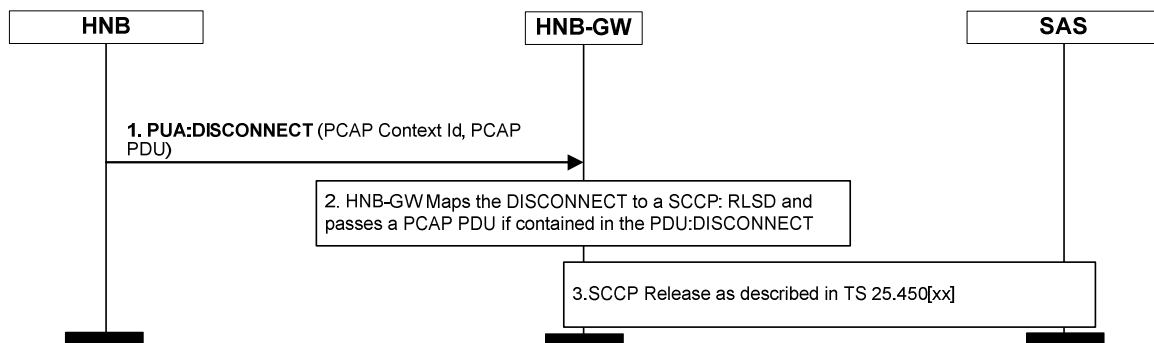 HNB
HNB-GW
SAS
1. PUA:DISCONNECT (PCAP Context Id, PCAP
PDU)
2. HNB-GW Maps the DISCONNECT to a SCCP: RLSD and
passes a PCAP PDU if contained in the PDU:DISCONNECT
3.SCCP Release as described in TS 25.450[xx]